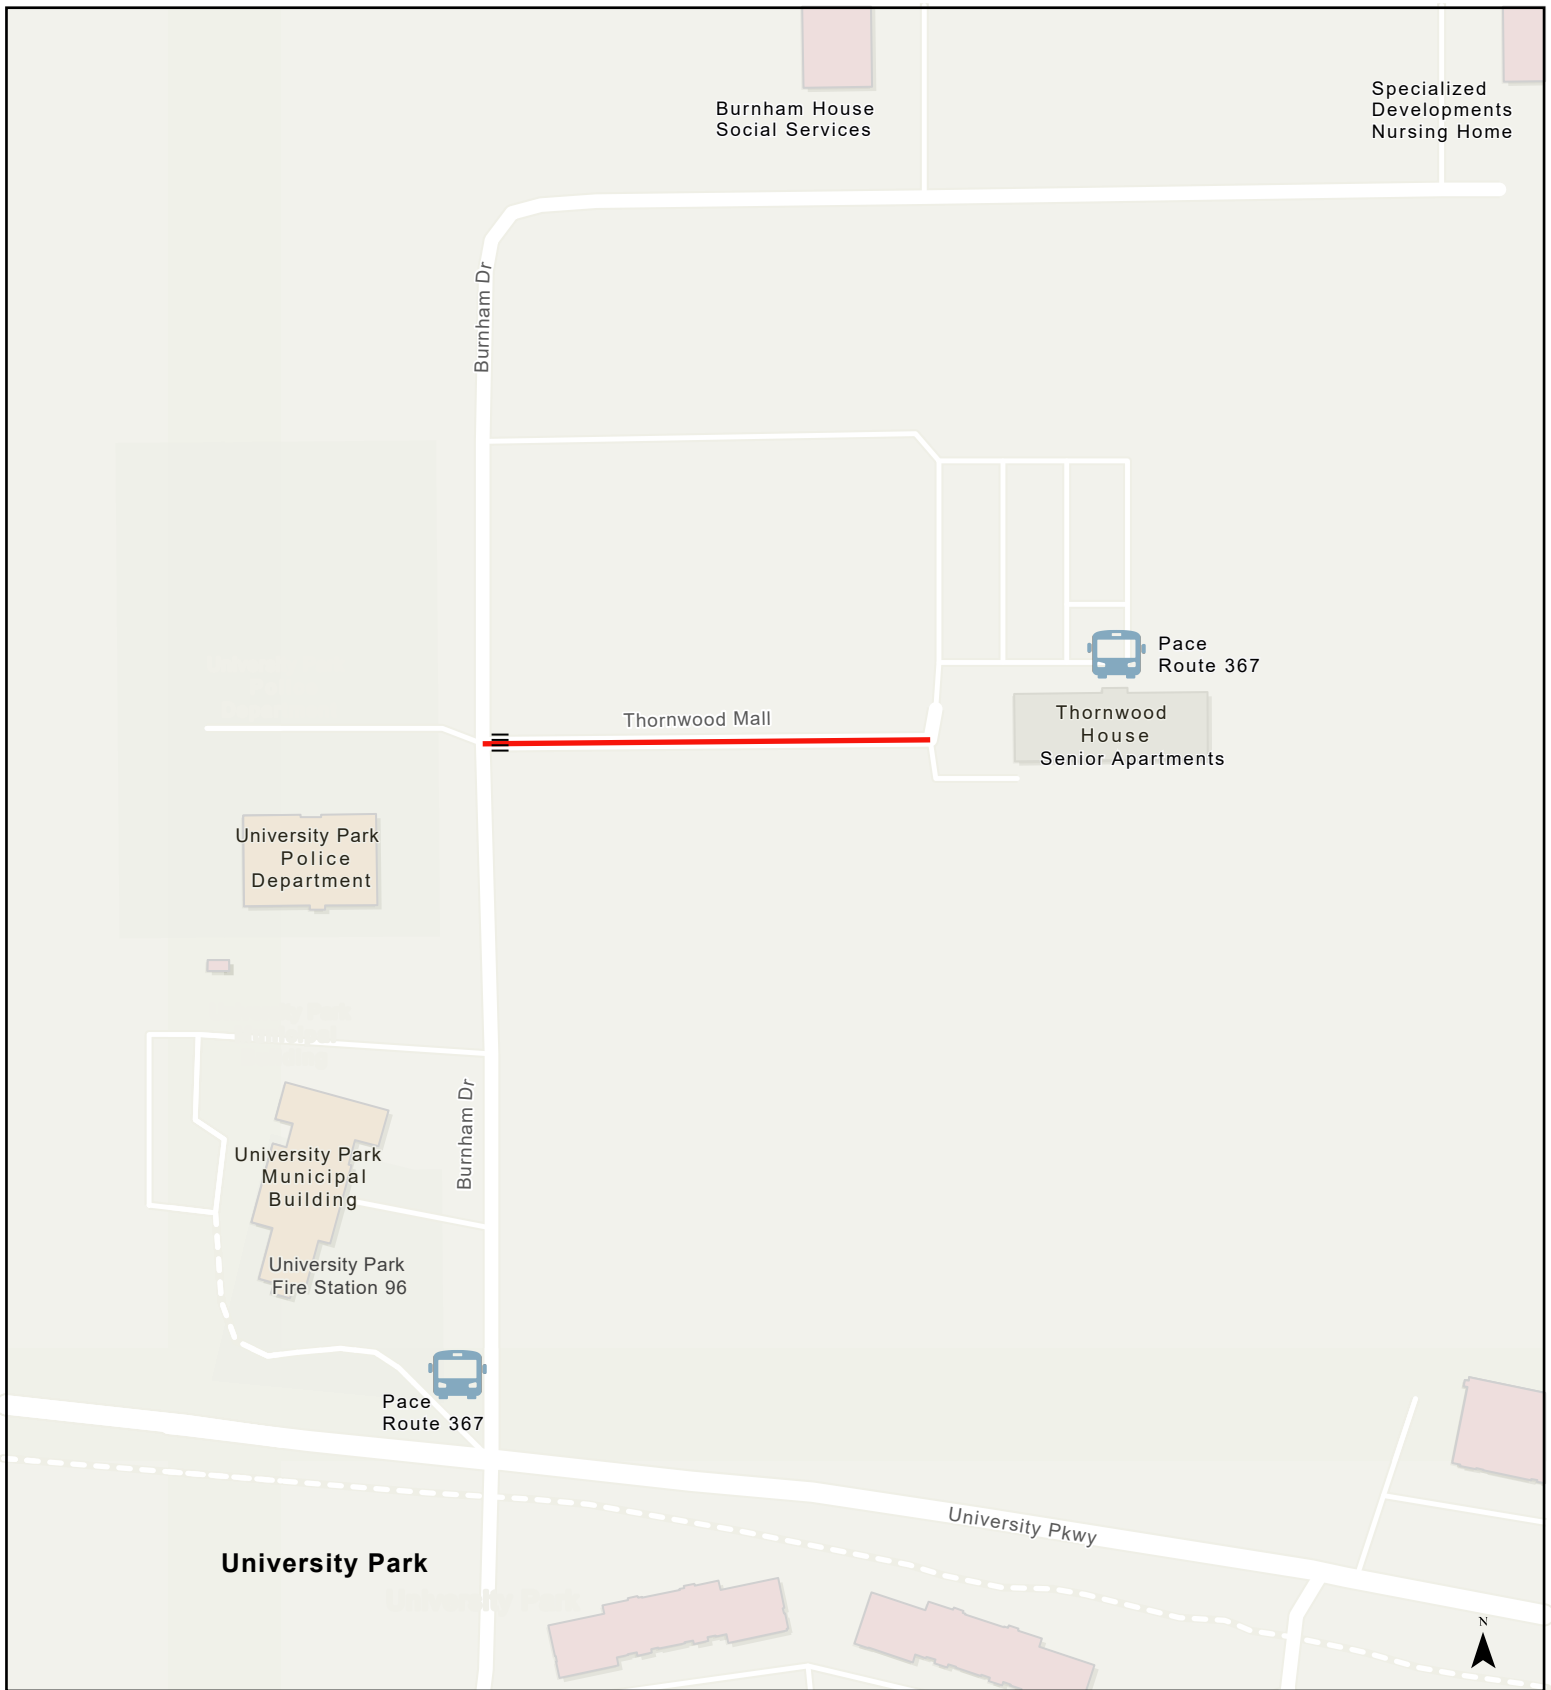 Burnham House
Social Services
Specialized
Developments
Nursing Home
Burnham Dr
Pace
Route 367
Thornwood Mall
Thornwood
House
Senior Apartments
University Park
Police
Department
Burnham Dr
University Park
Municipal
Building
University Park
Fire Station 96
Pace
Route 367
University Pkwy
University Park
N